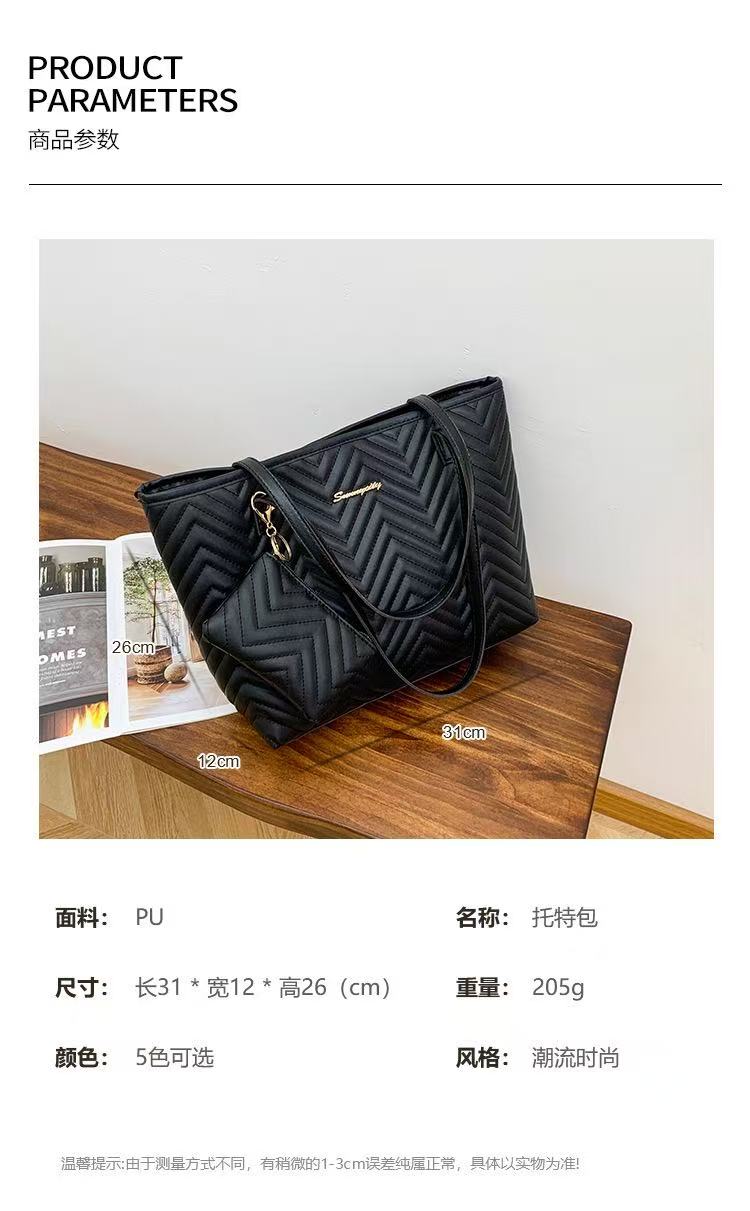 PRODUCT
PARAMETERS
商品参数
26cm
31cm
12cm
面料： PU
名称： 托特包
尺寸： 长31 * 宽12 * 高26（cm）
重量： 205g
颜色： 5色可选
风格： 潮流时尚
温馨提示:由于测量方式不同，有稍微的1-3cm误差纯属正常，具体以实物为准!